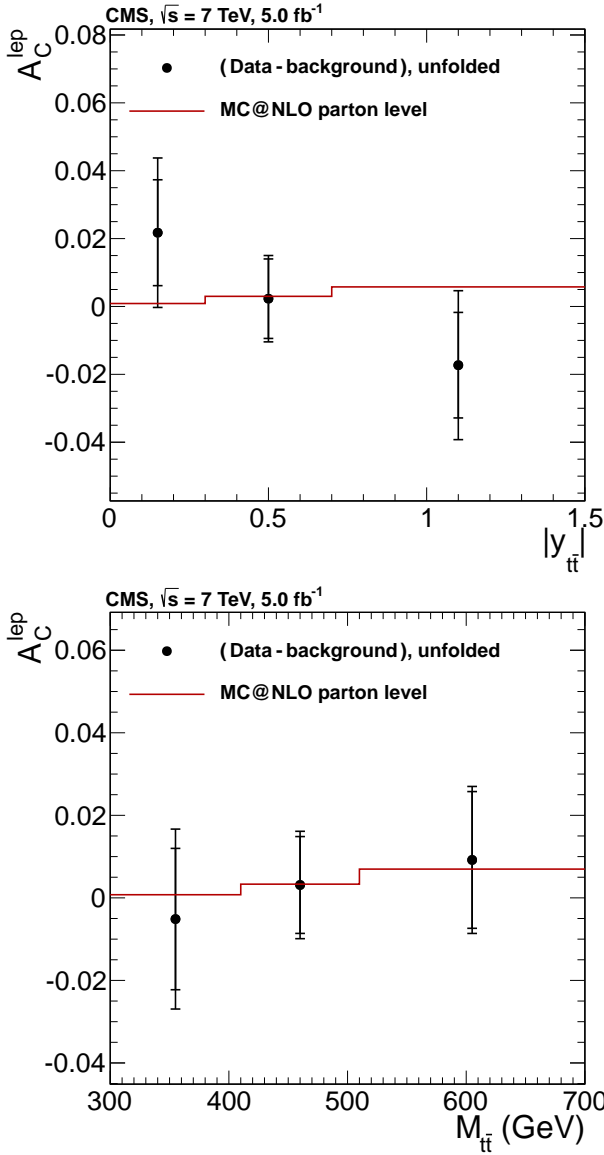 CMS, √s = 7 TeV, 5.0 fb⁻¹
A_C^lep
0.08
(Data - background), unfolded
0.06
MC@NLO parton level
0.04
0.02
0
-0.02
-0.04
0 0.5 1 1.5
|y_tt̄|
CMS, √s = 7 TeV, 5.0 fb⁻¹
A_C^lep
0.06
(Data - background), unfolded
MC@NLO parton level
0.04
0.02
0
-0.02
-0.04
300 400 500 600 700
M_tt̄ (GeV)